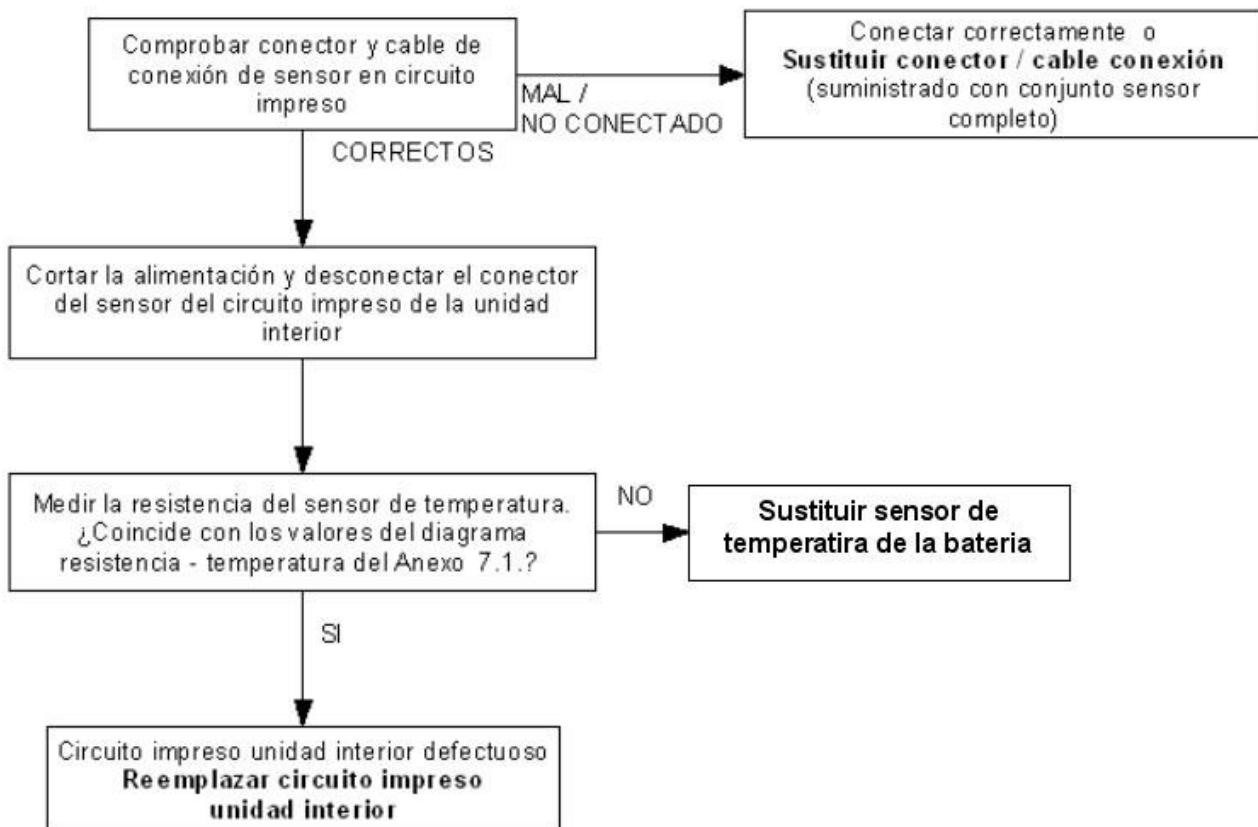 Comprobar conector y cable de
conexión de sensor en circuito
impreso
Conectar correctamente o
Sustituir conector / cable conexión
(suministrado con conjunto sensor
completo)
MAL /
NO CONECTADO
CORRECTOS
Cortar la alimentación y desconectar el conector
del sensor del circuito impreso de la unidad
interior
Medir la resistencia del sensor de temperatura.
¿Coincide con los valores del diagrama
resistencia - temperatura del Anexo 7.1.?
NO
Sustituir sensor de
temperatira de la bateria
SI
Circuito impreso unidad interior defectuoso
Reemplazar circuito impreso
unidad interior